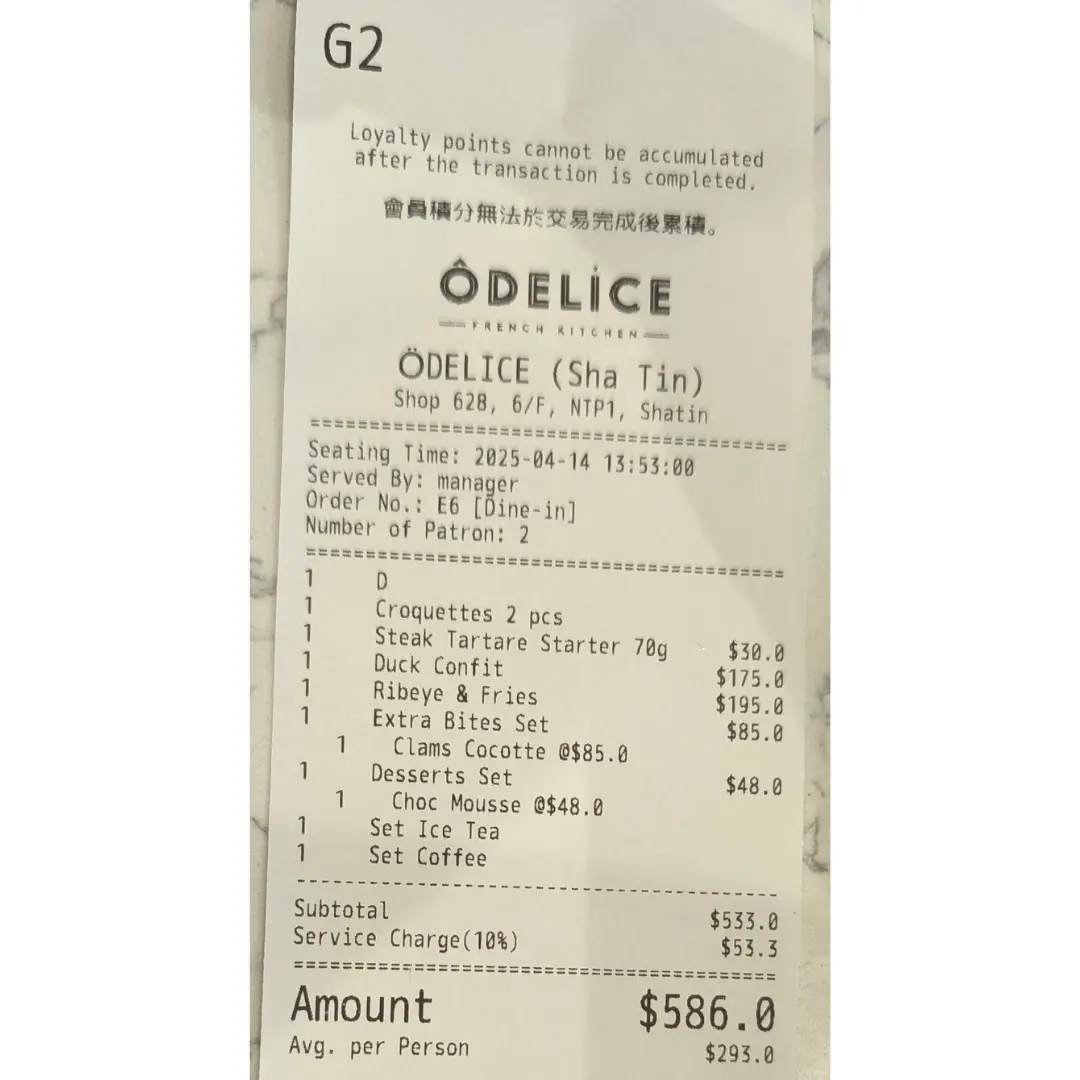 G2
Loyalty points cannot be accumulated
after the transaction is completed.
會員積分無法於交易完成後累積。
ÔDELİCE
FRENCH KITCHEN
ÖDELICE (Sha Tin)
Shop 628, 6/F, NTP1, Shatin
========================================
Seating Time: 2025-04-14 13:53:00
Served By: manager
Order No.: E6 [Dine-in]
Number of Patron: 2
========================================
1 D
1 Croquettes 2 pcs
1 Steak Tartare Starter 70g $30.0
1 Duck Confit $175.0
1 Ribeye & Fries $195.0
1 Extra Bites Set $85.0
1 Clams Cocotte @$85.0
1 Desserts Set $48.0
1 Choc Mousse @$48.0
1 Set Ice Tea
1 Set Coffee
----------------------------------------
Subtotal $533.0
Service Charge(10%) $53.3
========================================
Amount $586.0
Avg. per Person $293.0